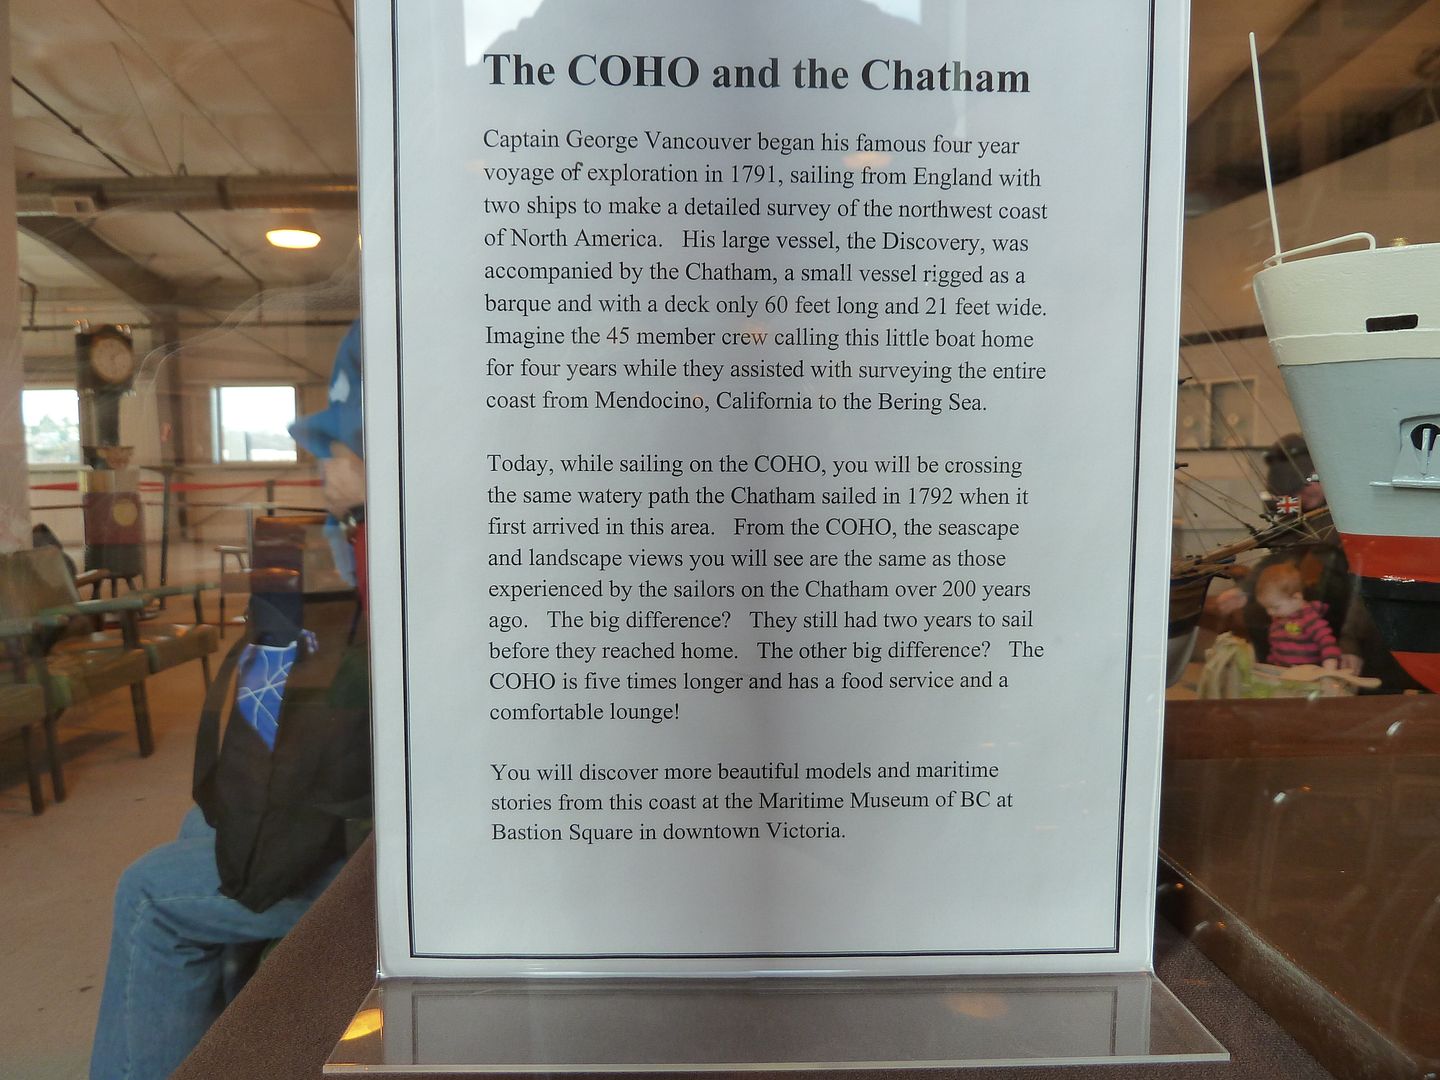 The COHO and the Chatham
Captain George Vancouver began his famous four year
voyage of exploration in 1791, sailing from England with
two ships to make a detailed survey of the northwest coast
of North America. His large vessel, the Discovery, was
accompanied by the Chatham, a small vessel rigged as a
barque and with a deck only 60 feet long and 21 feet wide.
Imagine the 45 member crew calling this little boat home
for four years while they assisted with surveying the entire
coast from Mendocino, California to the Bering Sea.
Today, while sailing on the COHO, you will be crossing
the same watery path the Chatham sailed in 1792 when it
first arrived in this area. From the COHO, the seascape
and landscape views you will see are the same as those
experienced by the sailors on the Chatham over 200 years
ago. The big difference? They still had two years to sail
before they reached home. The other big difference? The
COHO is five times longer and has a food service and a
comfortable lounge!
You will discover more beautiful models and maritime
stories from this coast at the Maritime Museum of BC at
Bastion Square in downtown Victoria.